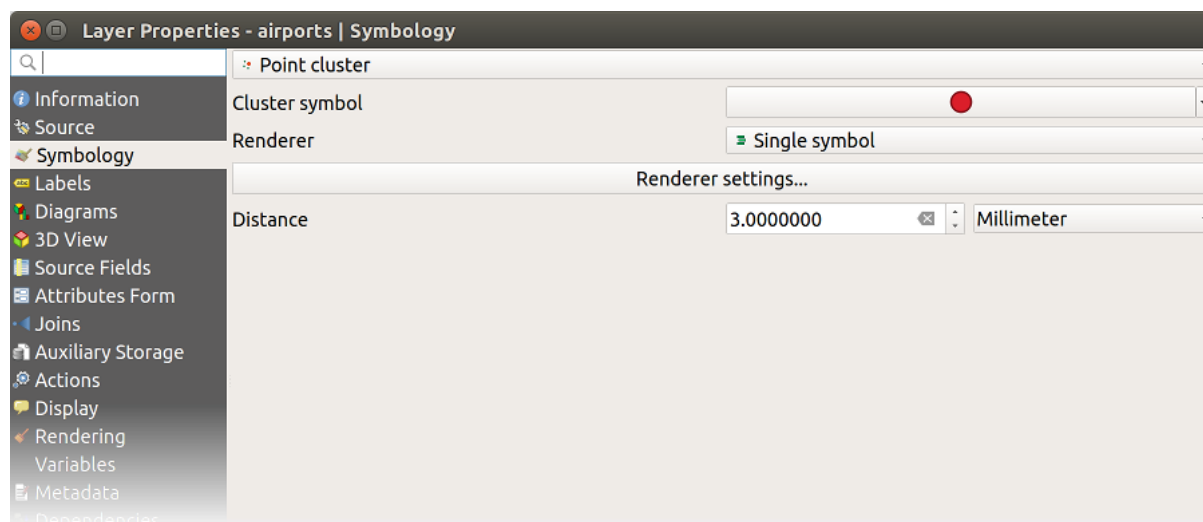 Layer Properties - airports | Symbology
Point cluster
Information
Cluster symbol
Source
Renderer
Single symbol
Symbology
Labels
Renderer settings...
Diagrams
Distance
3.0000000
Millimeter
3D View
Source Fields
Attributes Form
Joins
Auxiliary Storage
Actions
Display
Rendering
Variables
Metadata
Dependencies